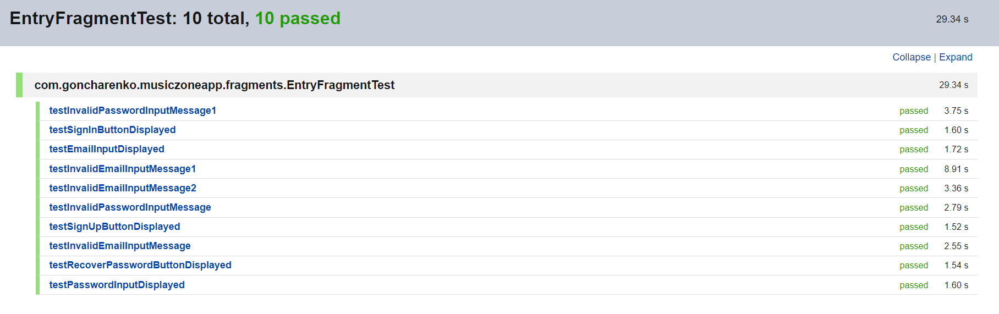 EntryFragmentTest: 10 total, 10 passed 29.34 s
Collapse | Expand
com.goncharenko.musiczoneapp.fragments.EntryFragmentTest 29.34 s
testInvalidPasswordInputMessage1 passed 3.75 s
testSignInButtonDisplayed passed 1.60 s
testEmailInputDisplayed passed 1.72 s
testInvalidEmailInputMessage1 passed 8.91 s
testInvalidEmailInputMessage2 passed 3.36 s
testInvalidPasswordInputMessage passed 2.79 s
testSignUpButtonDisplayed passed 1.52 s
testInvalidEmailInputMessage passed 2.55 s
testRecoverPasswordButtonDisplayed passed 1.54 s
testPasswordInputDisplayed passed 1.60 s